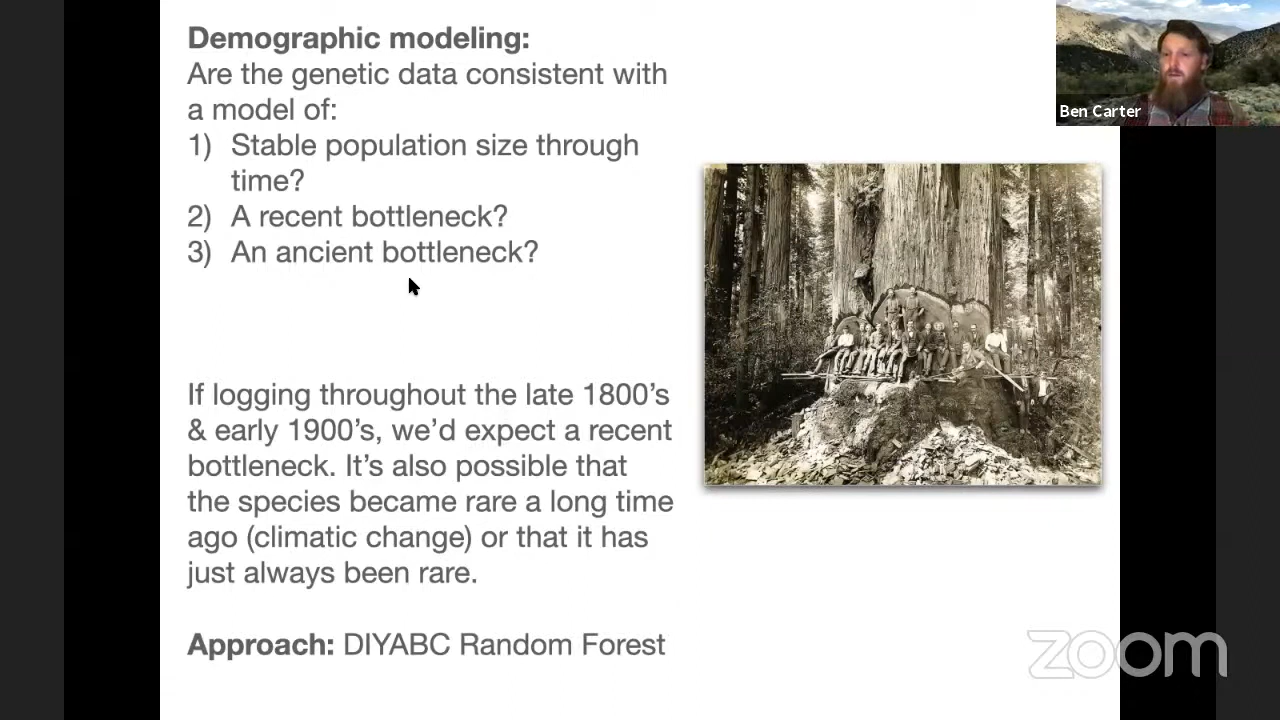 Demographic modeling:
Are the genetic data consistent with
a model of:
1) Stable population size through
time?
2) A recent bottleneck?
3) An ancient bottleneck?
If logging throughout the late 1800’s
& early 1900’s, we’d expect a recent
bottleneck. It’s also possible that
the species became rare a long time
ago (climatic change) or that it has
just always been rare.
Approach: DIYABC Random Forest
Ben Carter
zoom